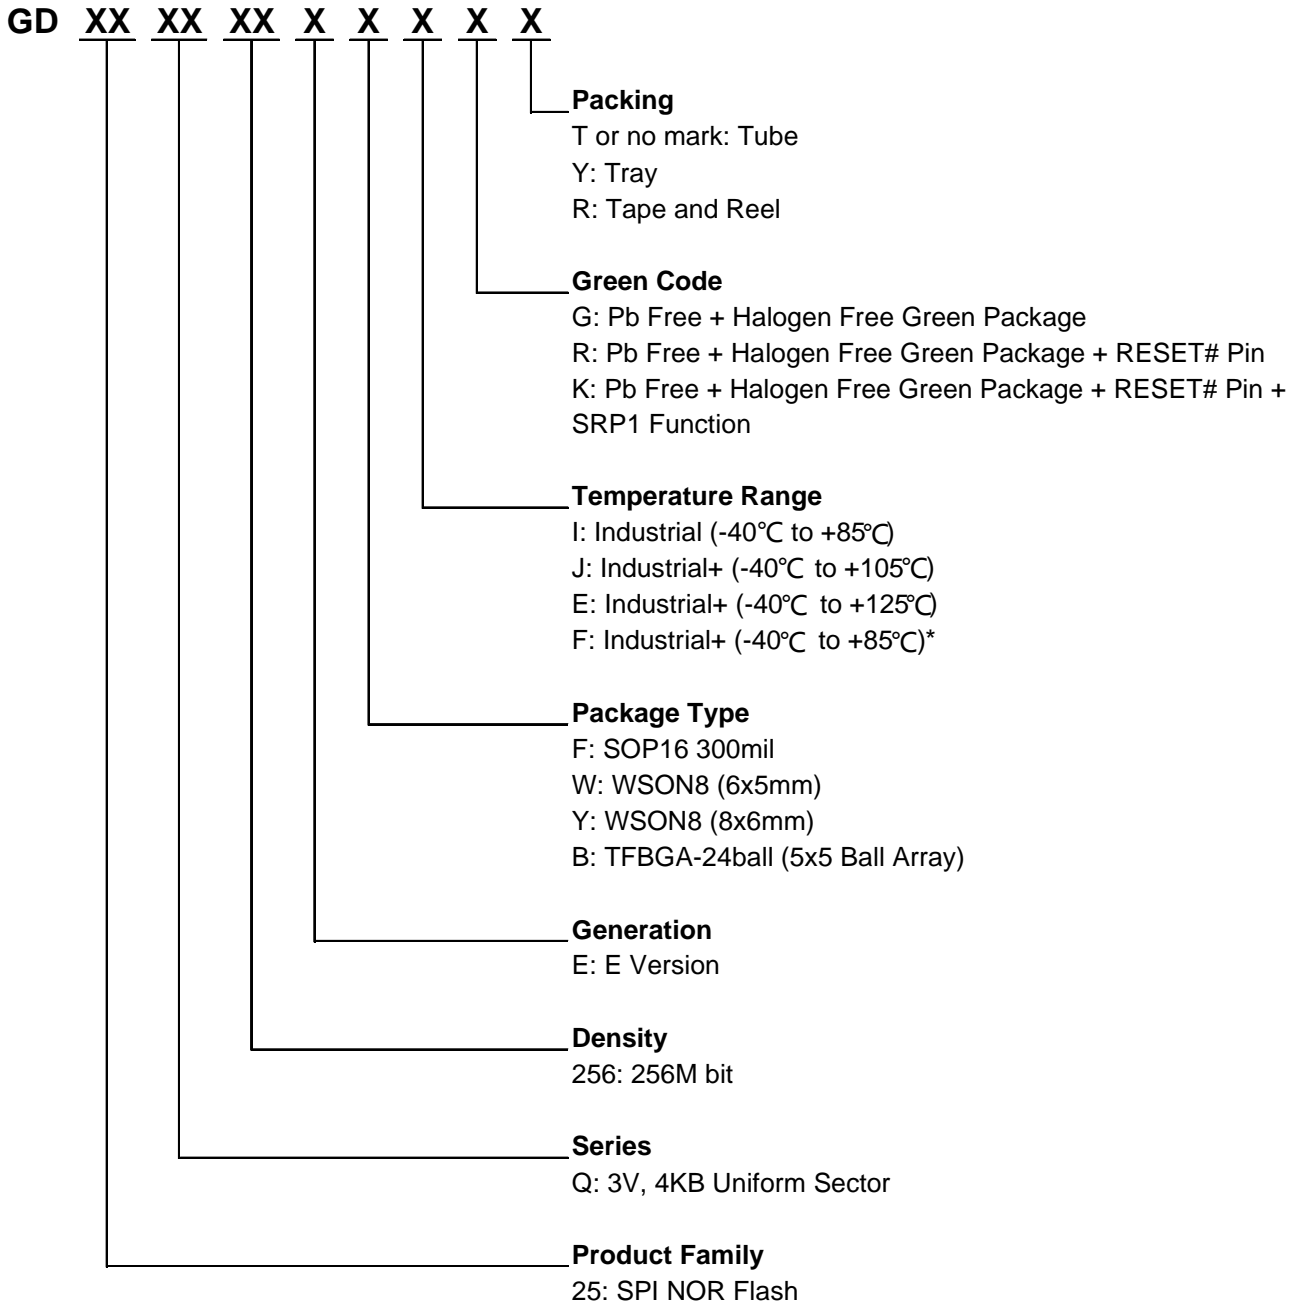 GD XX XX XX X X X X X
Packing
T or no mark: Tube
Y: Tray
R: Tape and Reel
Green Code
G: Pb Free + Halogen Free Green Package
R: Pb Free + Halogen Free Green Package + RESET# Pin
K: Pb Free + Halogen Free Green Package + RESET# Pin +
SRP1 Function
Temperature Range
I: Industrial (-40℃ to +85℃)
J: Industrial+ (-40℃ to +105℃)
E: Industrial+ (-40℃ to +125℃)
F: Industrial+ (-40℃ to +85℃)*
Package Type
F: SOP16 300mil
W: WSON8 (6x5mm)
Y: WSON8 (8x6mm)
B: TFBGA-24ball (5x5 Ball Array)
Generation
E: E Version
Density
256: 256M bit
Series
Q: 3V, 4KB Uniform Sector
Product Family
25: SPI NOR Flash